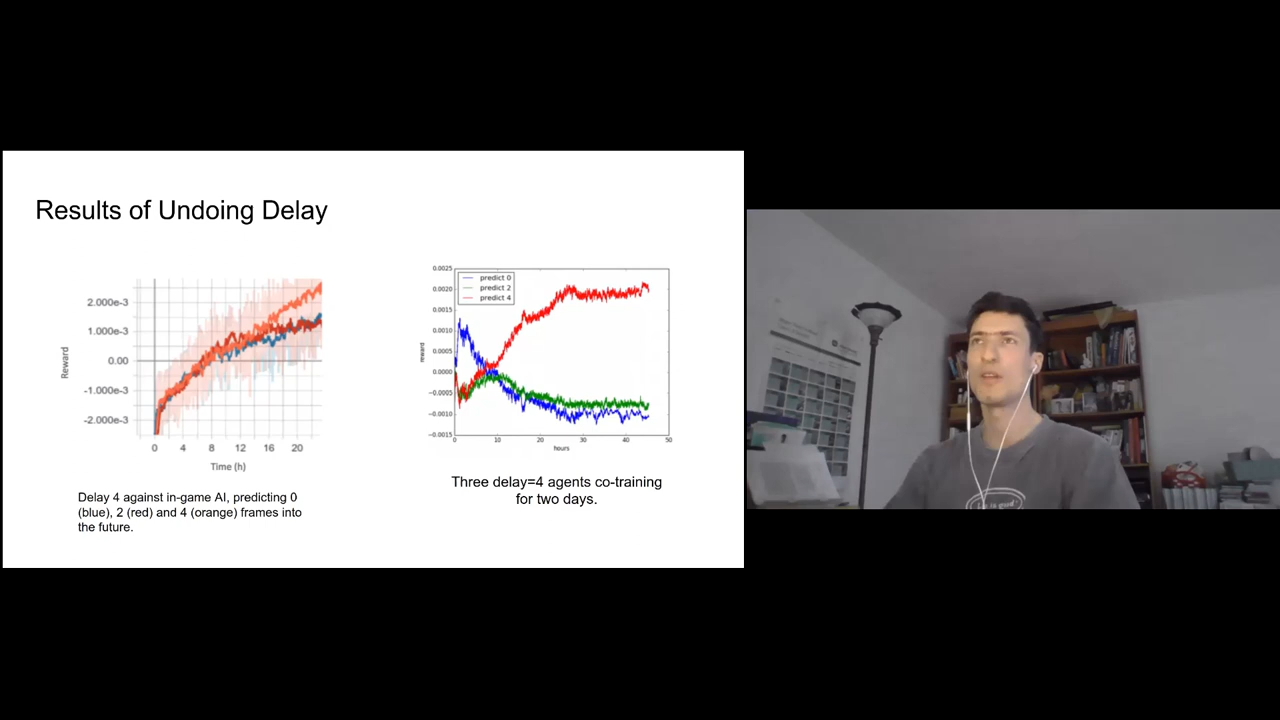 Results of Undoing Delay
Reward
2.000e-3
1.000e-3
0.00
-1.000e-3
-2.000e-3
0 4 8 12 16 20
Time (h)
Delay 4 against in-game AI, predicting 0
(blue), 2 (red) and 4 (orange) frames into
the future.
reward
0.0025
0.0020
0.0015
0.0010
0.0005
0.0000
−0.0005
−0.0010
−0.0015
predict 0
predict 2
predict 4
0 10 20 30 40 50
hours
Three delay=4 agents co-training
for two days.